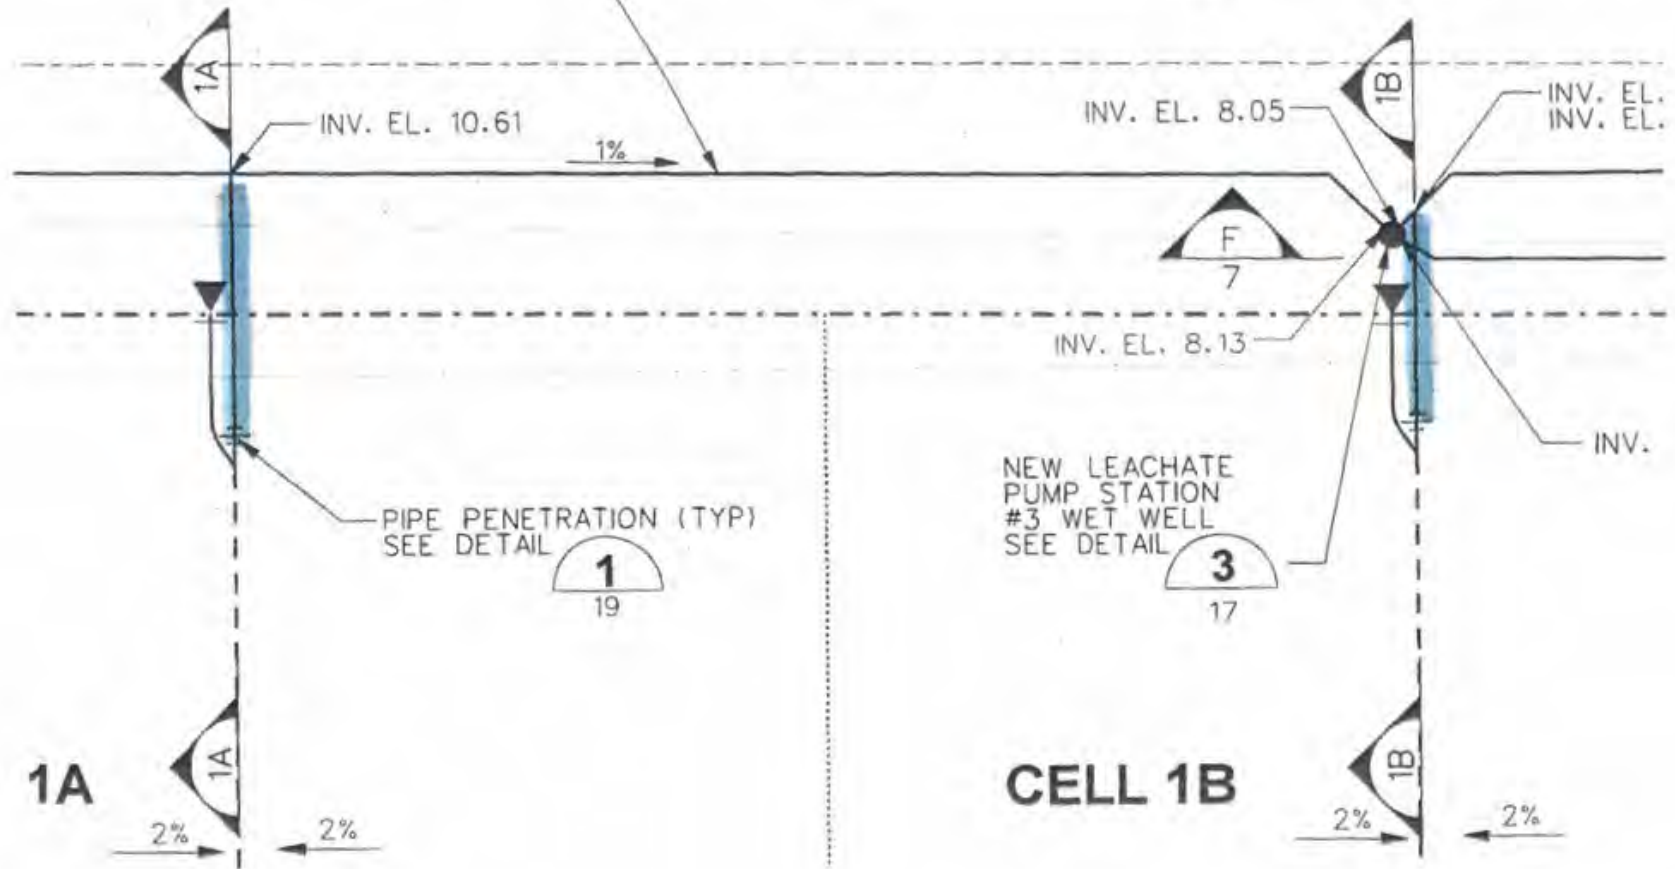 1A
1B
INV. EL. 10.61
1%
INV. EL. 8.05
INV. EL.
INV. EL.
F
7
INV. EL. 8.13
INV.
PIPE PENETRATION (TYP)
SEE DETAIL
1
19
NEW LEACHATE
PUMP STATION
#3 WET WELL
SEE DETAIL
3
17
1A
1A
CELL 1B
1B
2%
2%
2%
2%